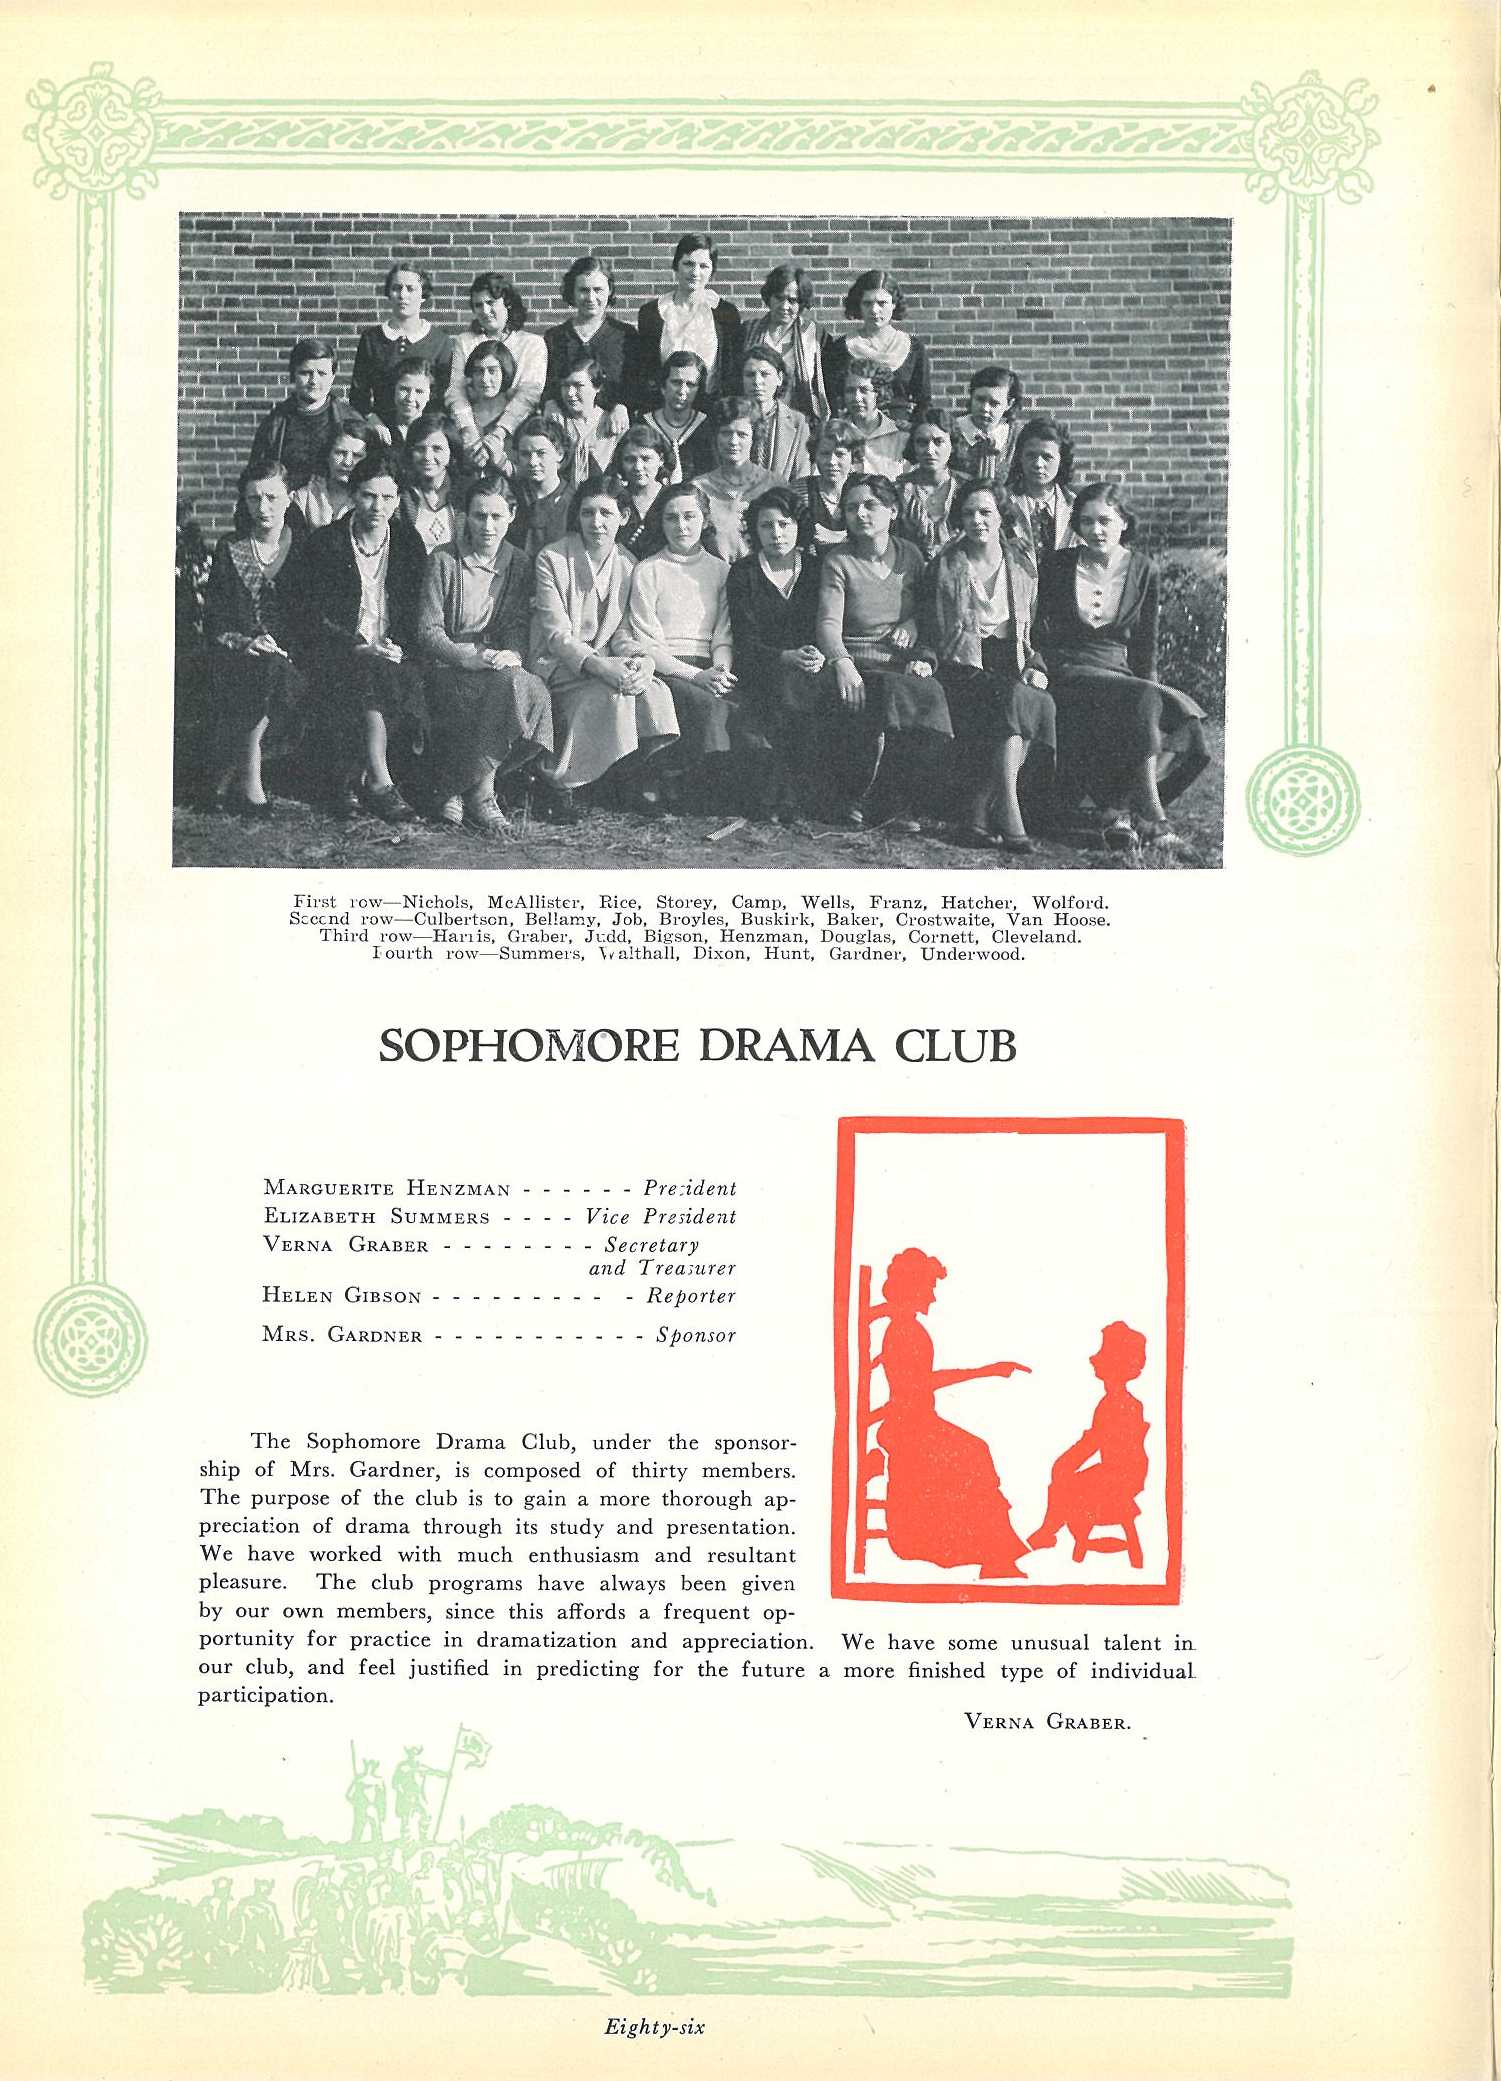 First row—Nichols, McAllister, Rice, Storey, Camp, Wells, Franz, Hatcher, Wolford.
Second row—Culbertson, Bellamy, Job, Broyles, Buskirk, Baker, Crostwaite, Van Hoose.
Third row—Harris, Graber, Judd, Bigson, Henzman, Douglas, Cornett, Cleveland.
Fourth row—Summers, Walthall, Dixon, Hunt, Gardner, Underwood.
SOPHOMORE DRAMA CLUB
MARGUERITE HENZMAN - - - - - - President
ELIZABETH SUMMERS - - - - Vice President
VERNA GRABER - - - - - - - - Secretary
and Treasurer
HELEN GIBSON - - - - - - - - - - Reporter
MRS. GARDNER - - - - - - - - - - - Sponsor
The Sophomore Drama Club, under the sponsor-
ship of Mrs. Gardner, is composed of thirty members.
The purpose of the club is to gain a more thorough ap-
preciation of drama through its study and presentation.
We have worked with much enthusiasm and resultant
pleasure. The club programs have always been given
by our own members, since this affords a frequent op-
portunity for practice in dramatization and appreciation. We have some unusual talent in
our club, and feel justified in predicting for the future a more finished type of individual
participation.
VERNA GRABER.
Eighty-six